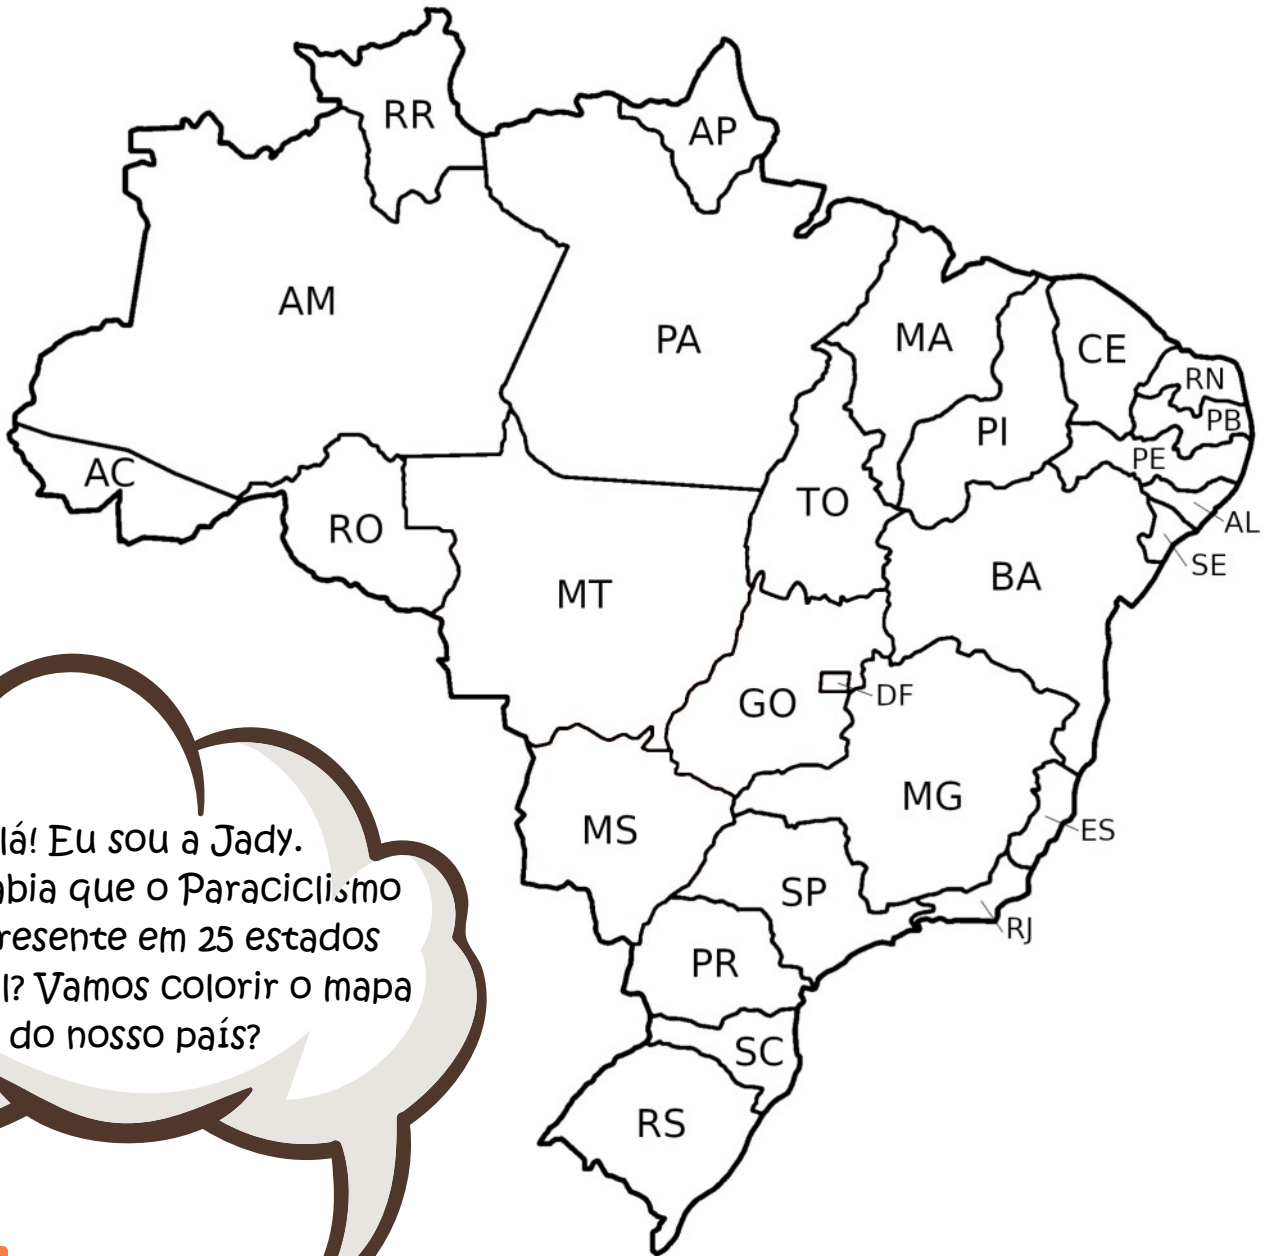 RR
AP
AM
PA
MA
CE
RN
PB
PI
PE
AC
TO
AL
RO
SE
BA
MT
DF
GO
MG
MS
ES
SP
RJ
PR
SC
RS
lá! Eu sou a Jady.
abia que o Paraciclismo
resente em 25 estados
l? Vamos colorir o mapa
do nosso país?